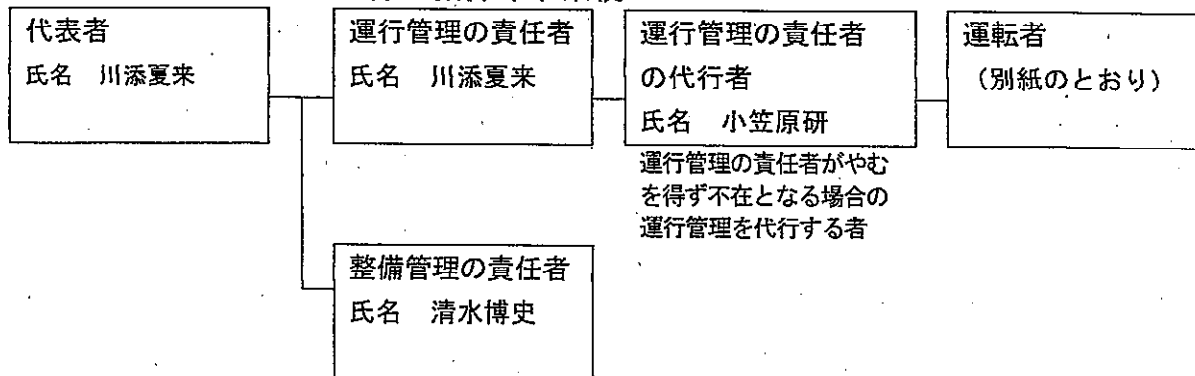 代表者
氏名　川添夏来
運行管理の責任者
氏名　川添夏来
運行管理の責任者
の代行者
氏名　小笠原研
運転者
（別紙のとおり）
運行管理の責任者がやむ
を得ず不在となる場合の
運行管理を代行する者
整備管理の責任者
氏名　清水博史